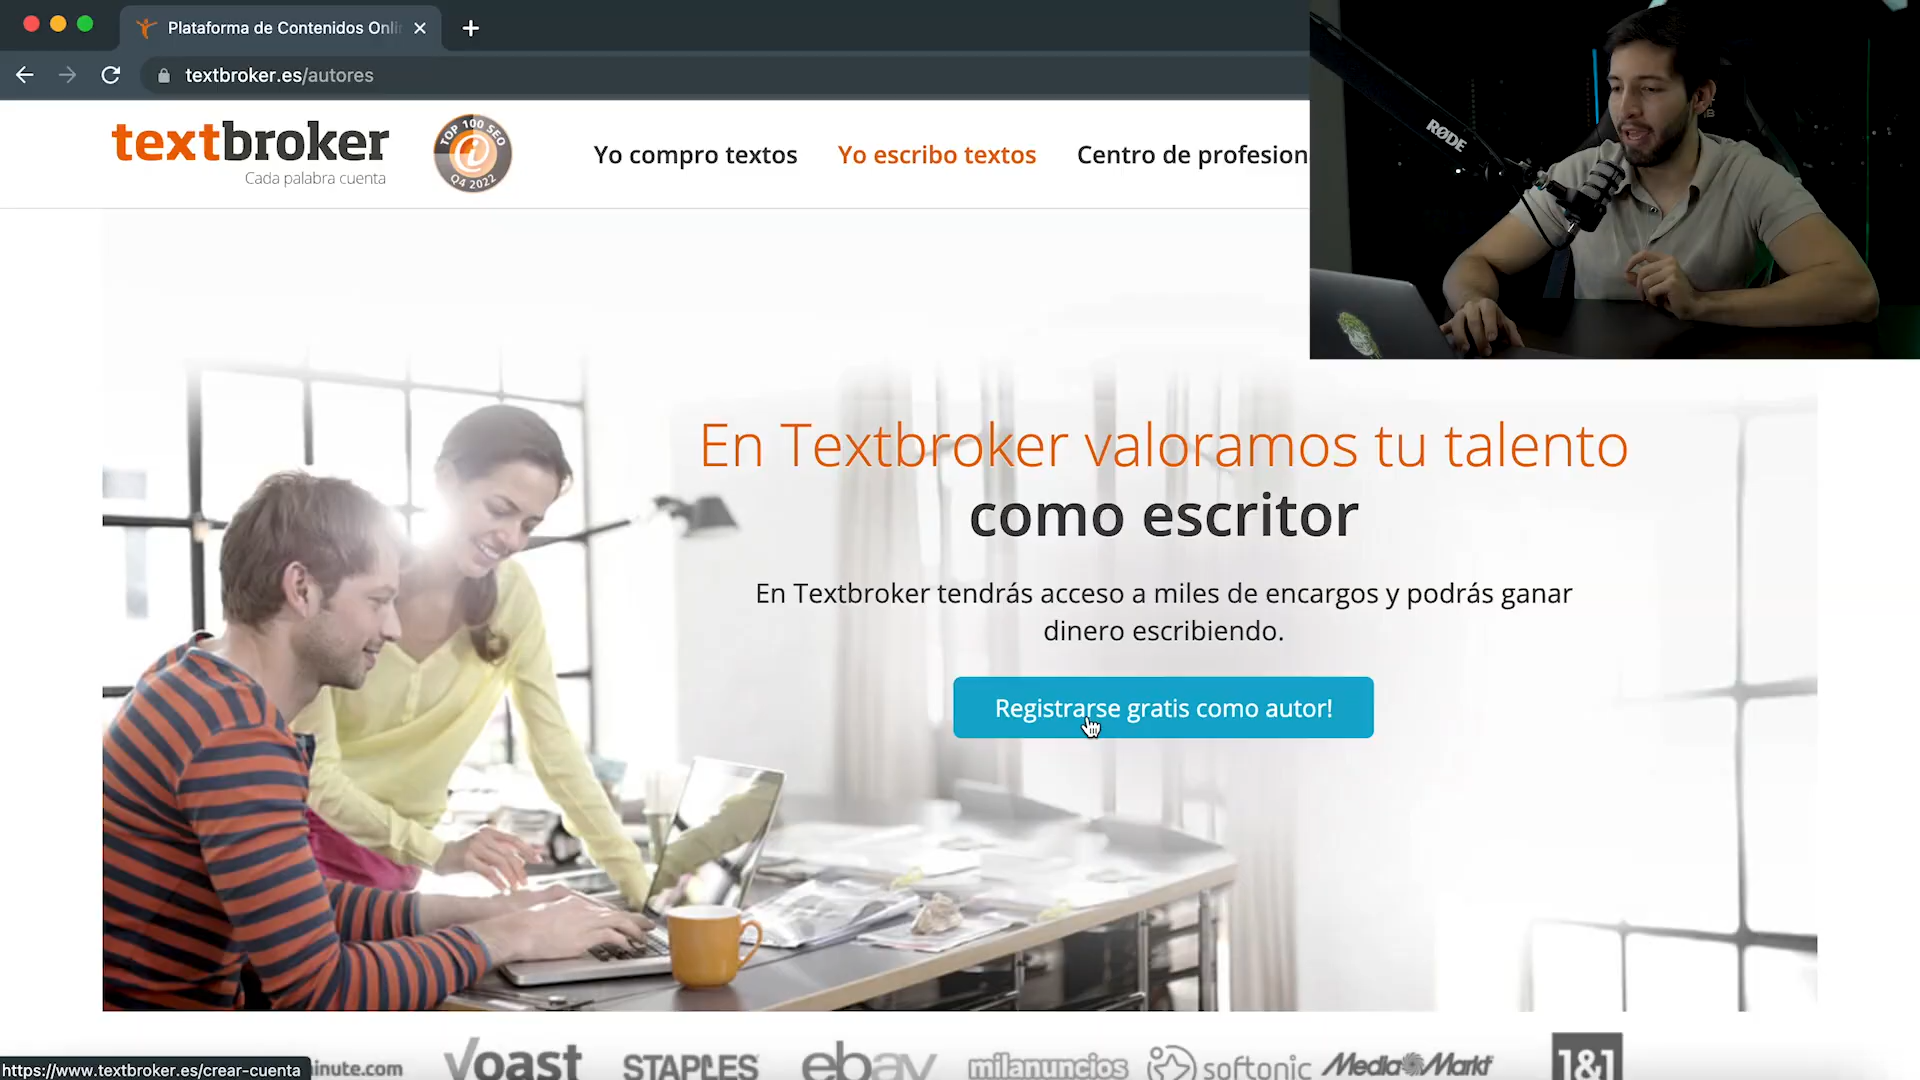 Plataforma de Contenidos Onli
textbroker.es/autores
textbroker
Cada palabra cuenta
TOP 100 SEO
Q4 2022
Yo compro textos
Yo escribo textos
Centro de profesion
RØDE
En Textbroker valoramos tu talento
como escritor
En Textbroker tendrás acceso a miles de encargos y podrás ganar
dinero escribiendo.
Registrarse gratis como autor!
https://www.textbroker.es/crear-cuenta
inute.com
Voast
STAPLES
ebay
milanuncios
softonic
Media Markt
1&1